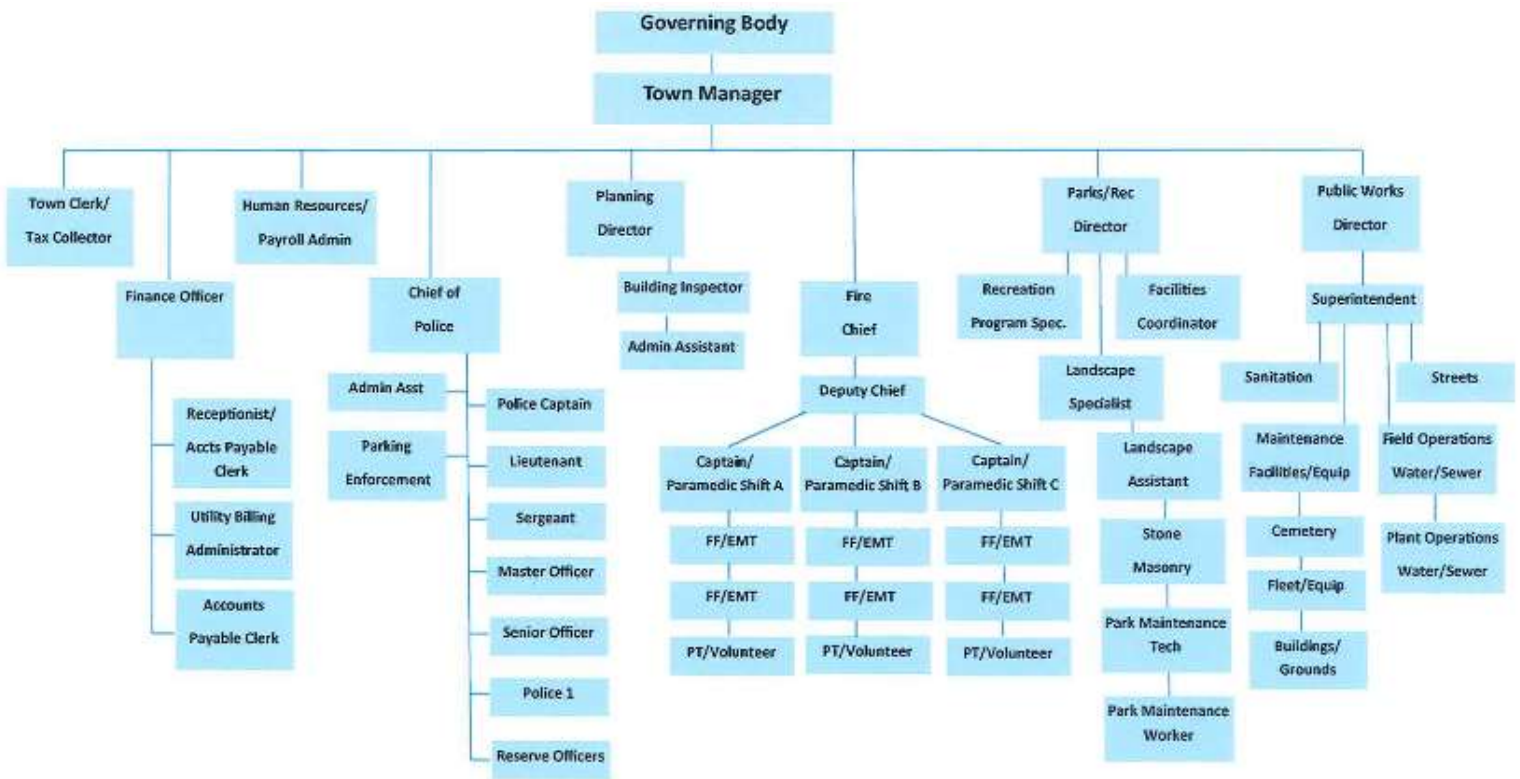 Governing Body
Town Manager
Town Clerk/
Tax Collector
Finance Officer
Receptionist/
Accts Payable
Clerk
Utility Billing
Administrator
Accounts
Payable Clerk
Human Resources/
Payroll Admin
Chief of
Police
Admin Asst
Parking
Enforcement
Police Captain
Lieutenant
Sergeant
Master Officer
Senior Officer
Police 1
Reserve Officers
Planning
Director
Building Inspector
Admin Assistant
Fire
Chief
Deputy Chief
Captain/
Paramedic Shift A
FF/EMT
FF/EMT
PT/Volunteer
Captain/
Paramedic Shift B
FF/EMT
FF/EMT
PT/Volunteer
Captain/
Paramedic Shift C
FF/EMT
FF/EMT
PT/Volunteer
Parks/Rec
Director
Recreation
Program Spec.
Facilities
Coordinator
Landscape
Specialist
Landscape
Assistant
Stone
Masonry
Park Maintenance
Tech
Park Maintenance
Worker
Public Works
Director
Superintendent
Sanitation
Streets
Maintenance
Facilities/Equip
Cemetery
Fleet/Equip
Buildings/
Grounds
Field Operations
Water/Sewer
Plant Operations
Water/Sewer